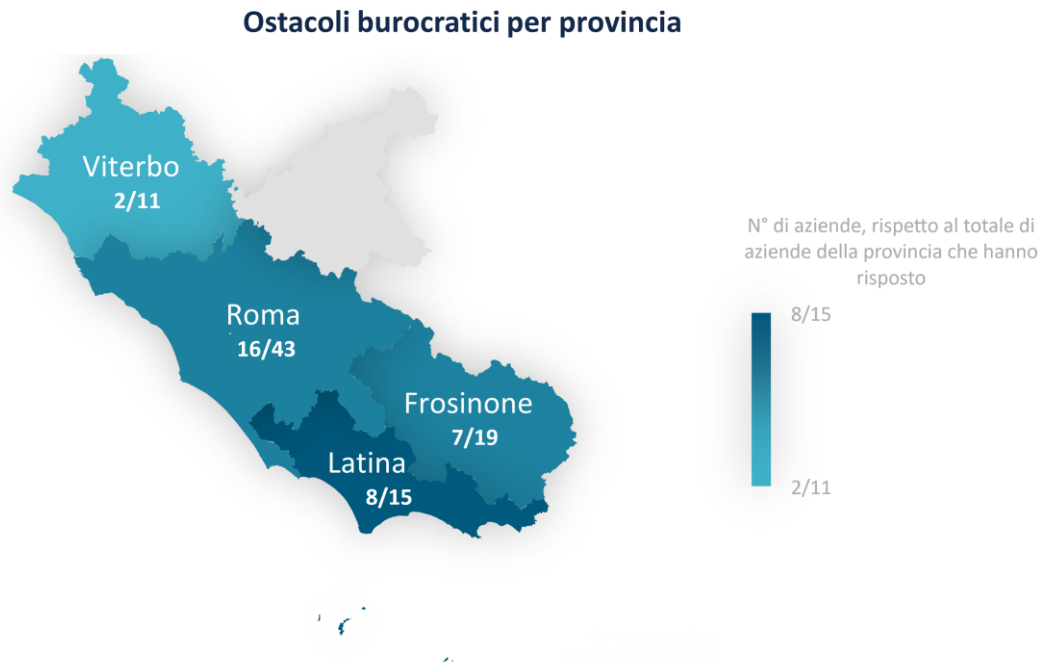 Ostacoli burocratici per provincia
Viterbo
2/11
Roma
16/43
Frosinone
7/19
Latina
8/15
N° di aziende, rispetto al totale di
aziende della provincia che hanno
risposto
8/15
2/11